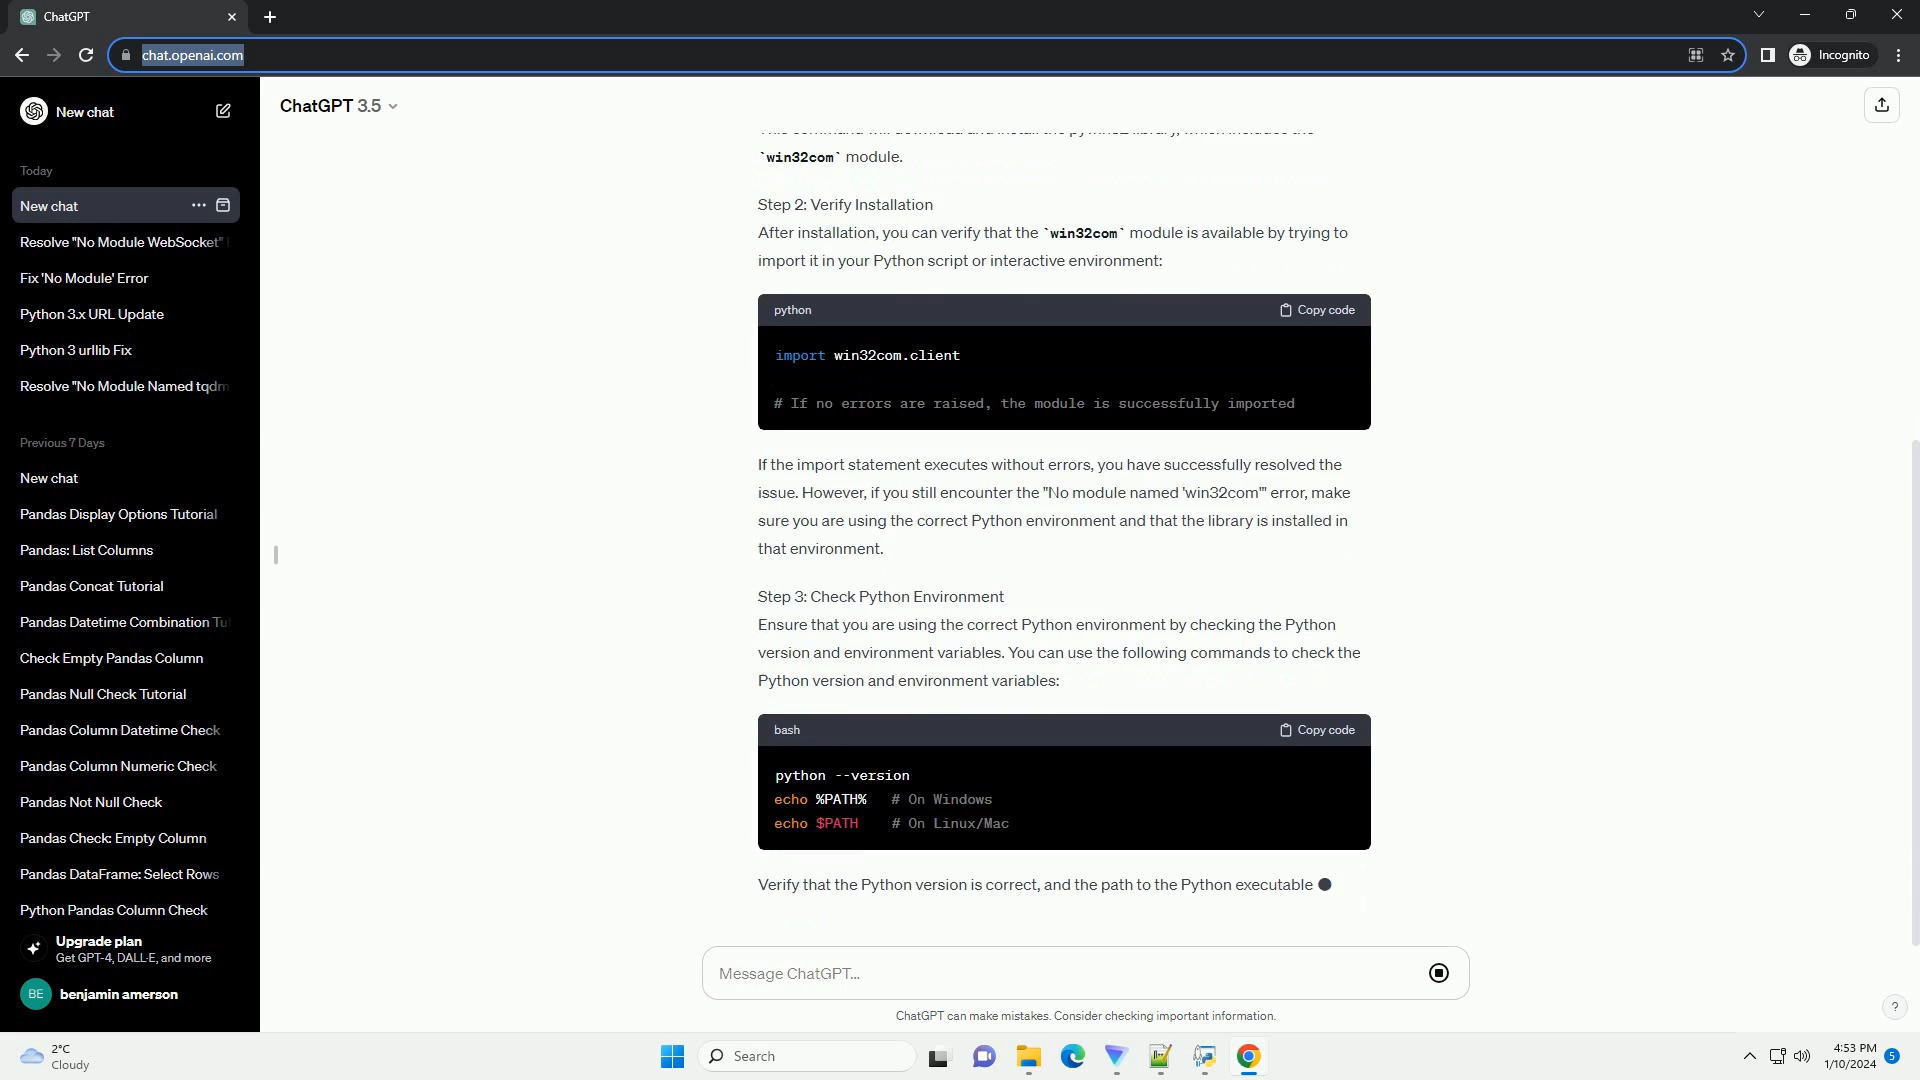 ChatGPT
chat.openai.com
Incognito
New chat
ChatGPT 3.5
Today
New chat
Resolve "No Module WebSocket"
Fix 'No Module' Error
Python 3.x URL Update
Python 3 urllib Fix
Resolve "No Module Named tqdm
Previous 7 Days
New chat
Pandas Display Options Tutorial
Pandas: List Columns
Pandas Concat Tutorial
Pandas Datetime Combination Tu
Check Empty Pandas Column
Pandas Null Check Tutorial
Pandas Column Datetime Check
Pandas Column Numeric Check
Pandas Not Null Check
Pandas Check: Empty Column
Pandas DataFrame: Select Rows
Python Pandas Column Check
Upgrade plan
Get GPT-4, DALL·E, and more
BE
benjamin amerson
`win32com` module.
Step 2: Verify Installation
After installation, you can verify that the `win32com` module is available by trying to
import it in your Python script or interactive environment:
python
Copy code
import win32com.client
# If no errors are raised, the module is successfully imported
If the import statement executes without errors, you have successfully resolved the
issue. However, if you still encounter the "No module named 'win32com'" error, make
sure you are using the correct Python environment and that the library is installed in
that environment.
Step 3: Check Python Environment
Ensure that you are using the correct Python environment by checking the Python
version and environment variables. You can use the following commands to check the
Python version and environment variables:
bash
Copy code
python --version
echo %PATH%   # On Windows
echo $PATH    # On Linux/Mac
Verify that the Python version is correct, and the path to the Python executable
Message ChatGPT...
ChatGPT can make mistakes. Consider checking important information.
?
2°C
Cloudy
Search
4:53 PM
1/10/2024
5